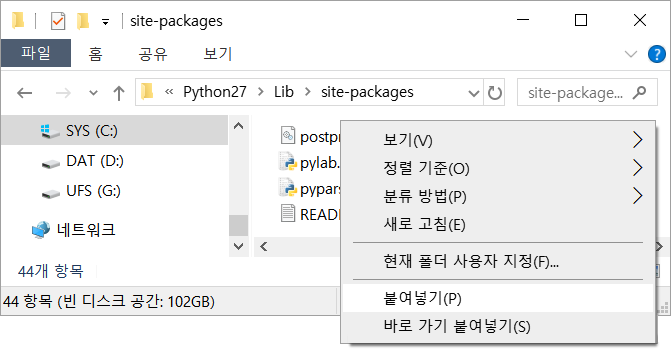 site-packages
파일 홈 공유 보기
« Python27 > Lib > site-packages
site-package...
SYS (C:)
DAT (D:)
UFS (G:)
네트워크
postpr
pylab.
pypars
READ
44개 항목
44 항목 (빈 디스크 공간: 102GB)
보기(V)
정렬 기준(O)
분류 방법(P)
새로 고침(E)
현재 폴더 사용자 지정(F)...
붙여넣기(P)
바로 가기 붙여넣기(S)